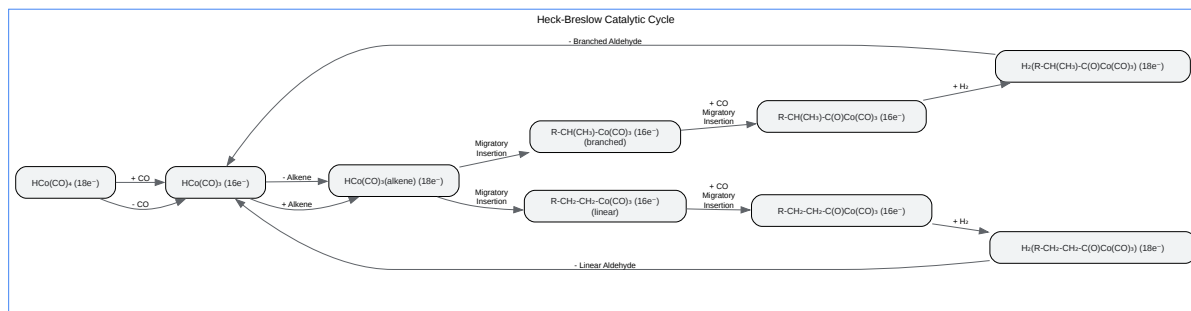 Heck-Breslow Catalytic Cycle
- Branched Aldehyde
H₂(R-CH(CH₃)-C(O)Co(CO)₃) (18e⁻)
+ H₂
+ CO
Migratory
Insertion
R-CH(CH₃)-C(O)Co(CO)₃ (16e⁻)
R-CH(CH₃)-Co(CO)₃ (16e⁻)
(branched)
Migratory
Insertion
HCo(CO)₄ (18e⁻)
+ CO
- CO
HCo(CO)₃ (16e⁻)
- Alkene
+ Alkene
HCo(CO)₃(alkene) (18e⁻)
Migratory
Insertion
R-CH₂-CH₂-Co(CO)₃ (16e⁻)
(linear)
+ CO
Migratory
Insertion
R-CH₂-CH₂-C(O)Co(CO)₃ (16e⁻)
+ H₂
H₂(R-CH₂-CH₂-C(O)Co(CO)₃) (18e⁻)
- Linear Aldehyde